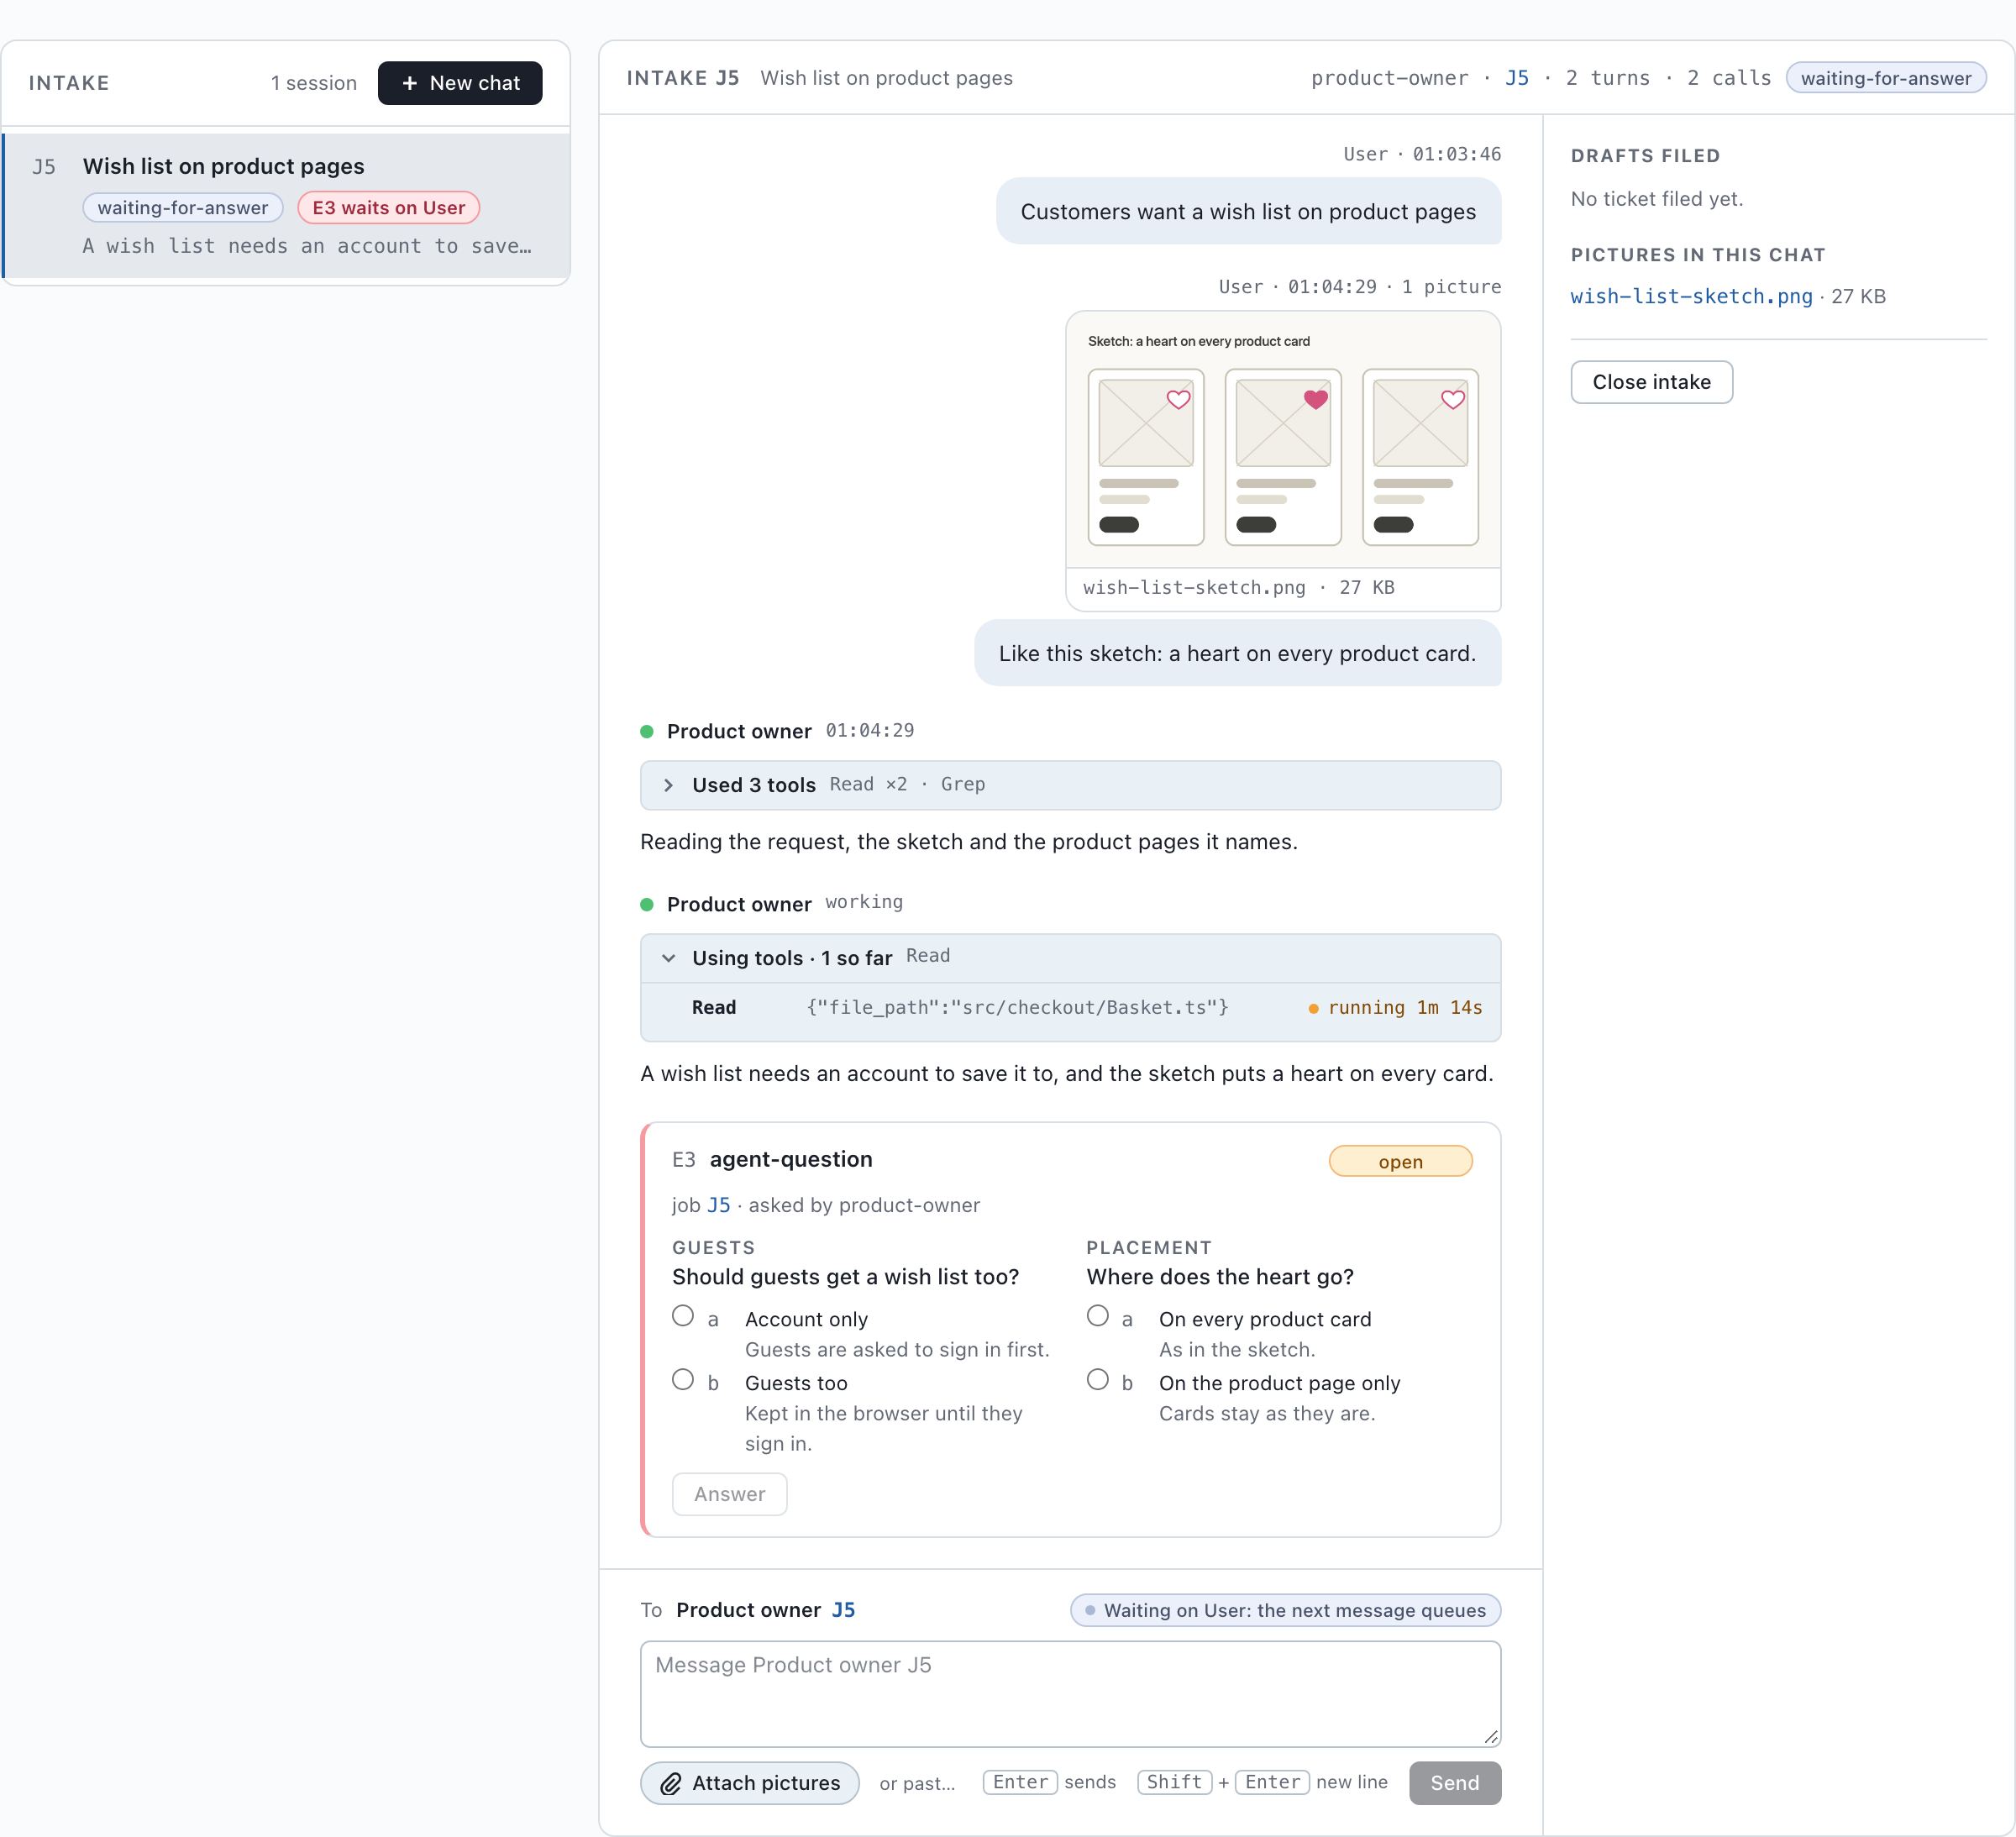 INTAKE
1 session
+ New chat
J5 Wish list on product pages
waiting-for-answer E3 waits on User
A wish list needs an account to save…
INTAKE J5 Wish list on product pages
product-owner · J5 · 2 turns · 2 calls waiting-for-answer
User · 01:03:46
Customers want a wish list on product pages
User · 01:04:29 · 1 picture
Sketch: a heart on every product card
wish-list-sketch.png · 27 KB
Like this sketch: a heart on every product card.
Product owner 01:04:29
Used 3 tools Read ×2 · Grep
Reading the request, the sketch and the product pages it names.
Product owner working
Using tools · 1 so far Read
Read {"file_path":"src/checkout/Basket.ts"} running 1m 14s
A wish list needs an account to save it to, and the sketch puts a heart on every card.
E3 agent-question open
job J5 · asked by product-owner
GUESTS
Should guests get a wish list too?
a Account only
Guests are asked to sign in first.
b Guests too
Kept in the browser until they
sign in.
PLACEMENT
Where does the heart go?
a On every product card
As in the sketch.
b On the product page only
Cards stay as they are.
Answer
To Product owner J5 Waiting on User: the next message queues
Message Product owner J5
Attach pictures or past… Enter sends Shift + Enter new line Send
DRAFTS FILED
No ticket filed yet.
PICTURES IN THIS CHAT
wish-list-sketch.png · 27 KB
Close intake